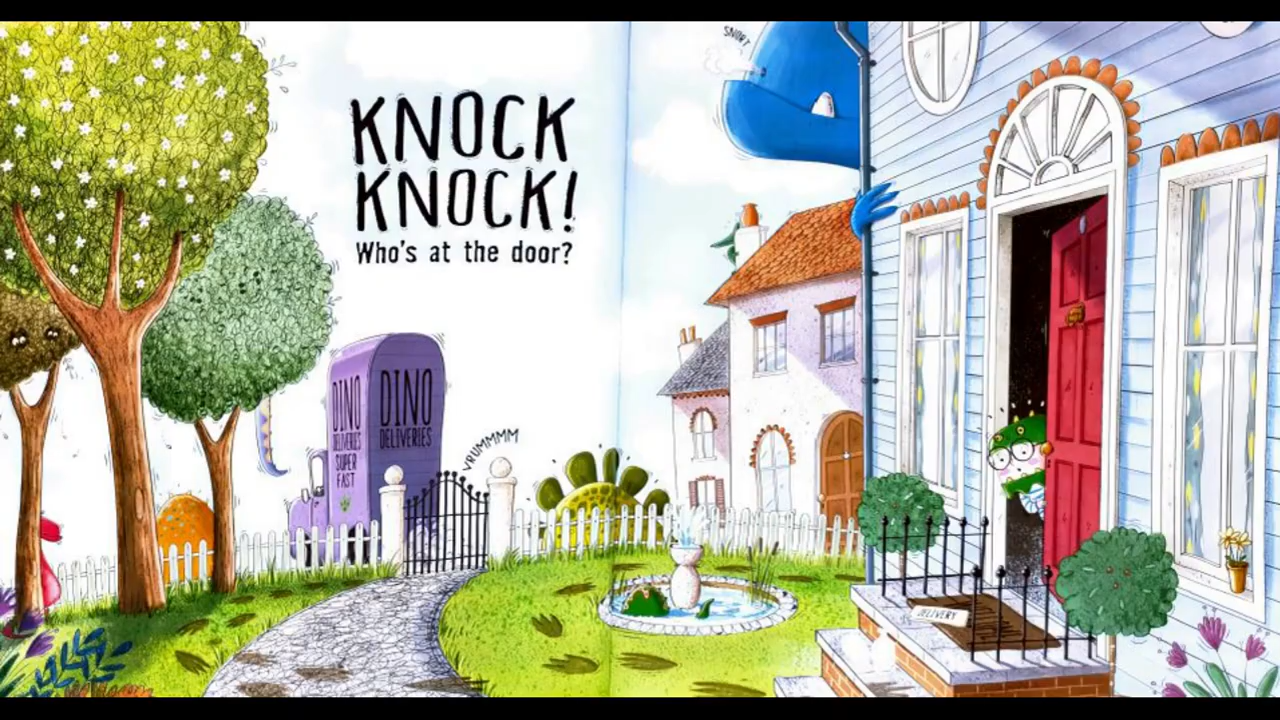 SNORT
KNOCK
KNOCK!
Who's at the door?
DINO
DELIVERIES
SUPER
FAST
DINO
DELIVERIES
VRUMMMM
DELIVERY